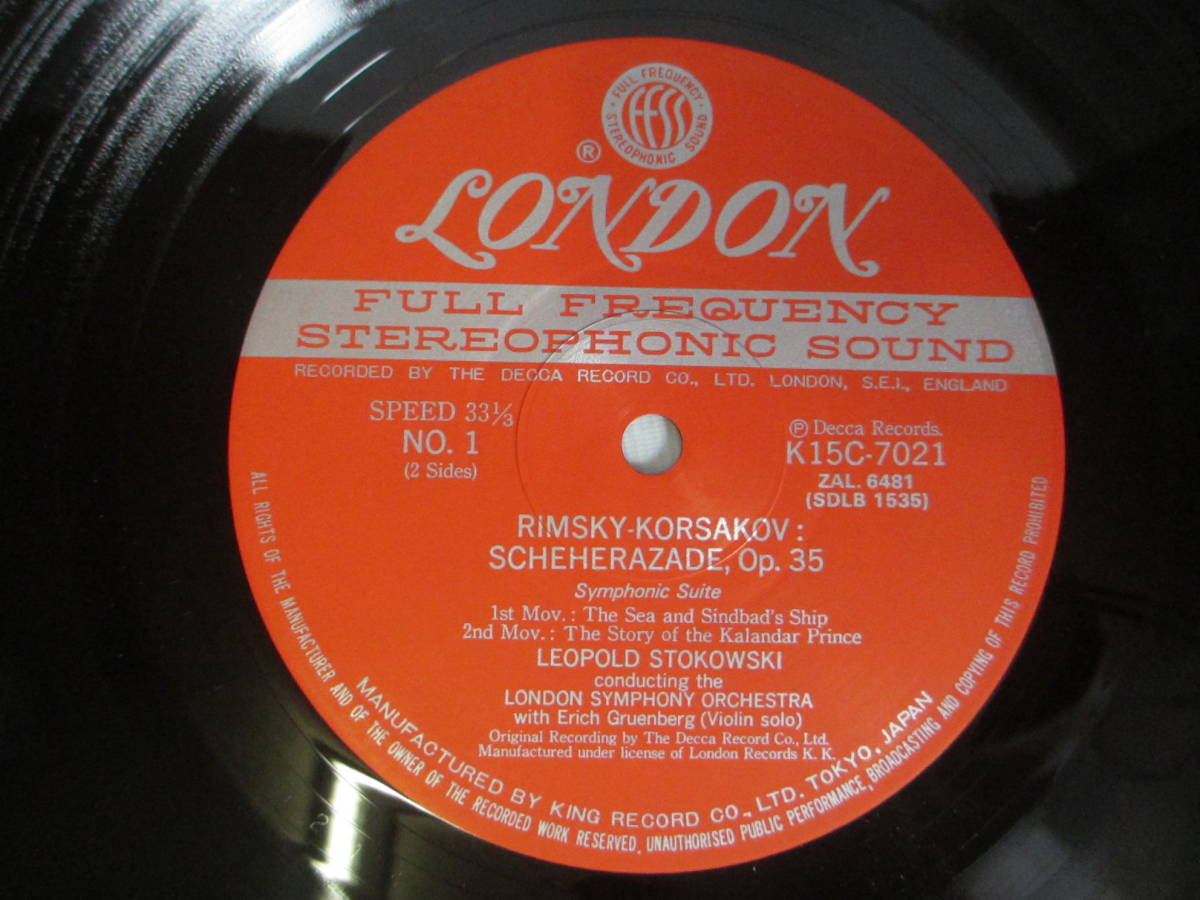 FULL FREQUENCY
ffss
STEREOPHONIC SOUND
®
LONDON
FULL FREQUENCY
STEREOPHONIC SOUND
RECORDED BY THE DECCA RECORD CO., LTD. LONDON, S.E.I., ENGLAND
SPEED 33⅓
NO. 1
(2 Sides)
Ⓟ Decca Records.
K15C-7021
ZAL. 6481
(SDLB 1535)
RIMSKY-KORSAKOV :
SCHEHERAZADE, Op. 35
Symphonic Suite
1st Mov. : The Sea and Sindbad's Ship
2nd Mov. : The Story of the Kalandar Prince
LEOPOLD STOKOWSKI
conducting the
LONDON SYMPHONY ORCHESTRA
with Erich Gruenberg (Violin solo)
Original Recording by The Decca Record Co., Ltd.
Manufactured under license of London Records K. K.
MANUFACTURED BY KING RECORD CO., LTD. TOKYO, JAPAN
ALL RIGHTS OF THE MANUFACTURER AND OF THE OWNER OF THE RECORDED WORK RESERVED, UNAUTHORISED PUBLIC PERFORMANCE, BROADCASTING AND COPYING OF THIS RECORD PROHIBITED